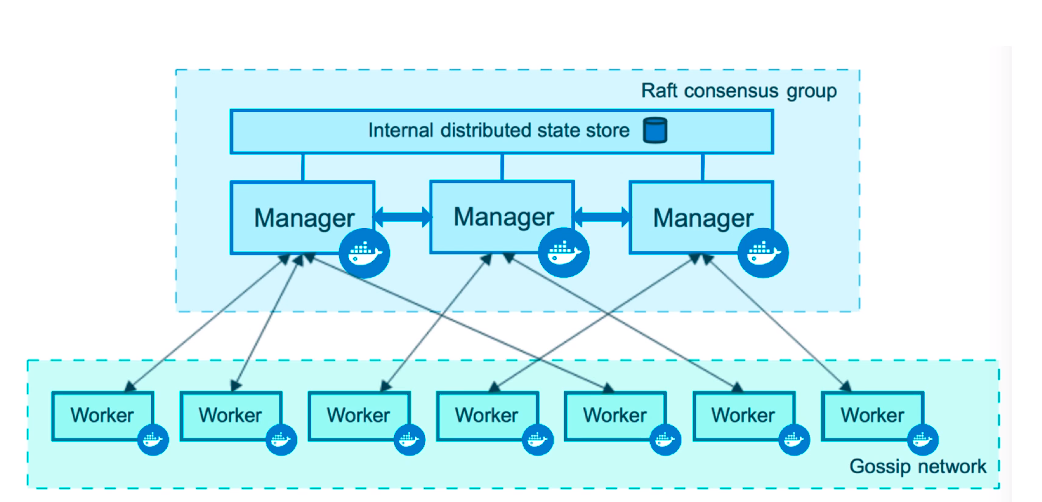 Raft consensus group
Internal distributed state store
Manager
Manager
Manager
Worker
Worker
Worker
Worker
Worker
Worker
Worker
Gossip network